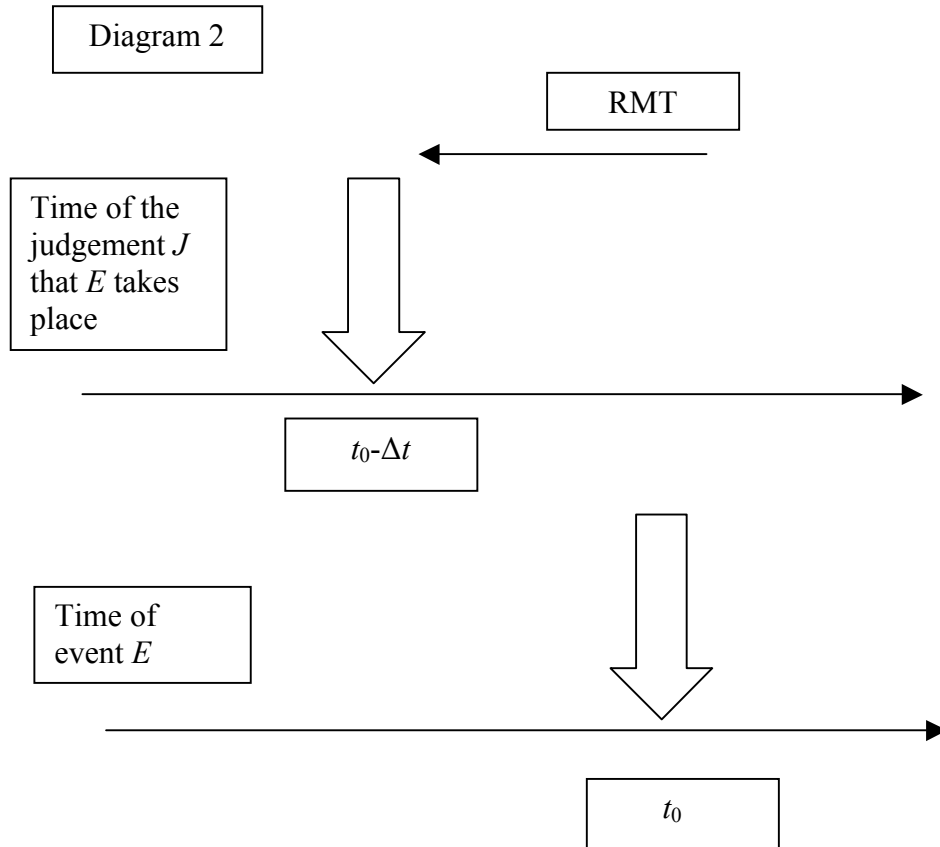 Diagram 2
RMT
Time of the
judgement J
that E takes
place
t₀-Δt
Time of
event E
t₀